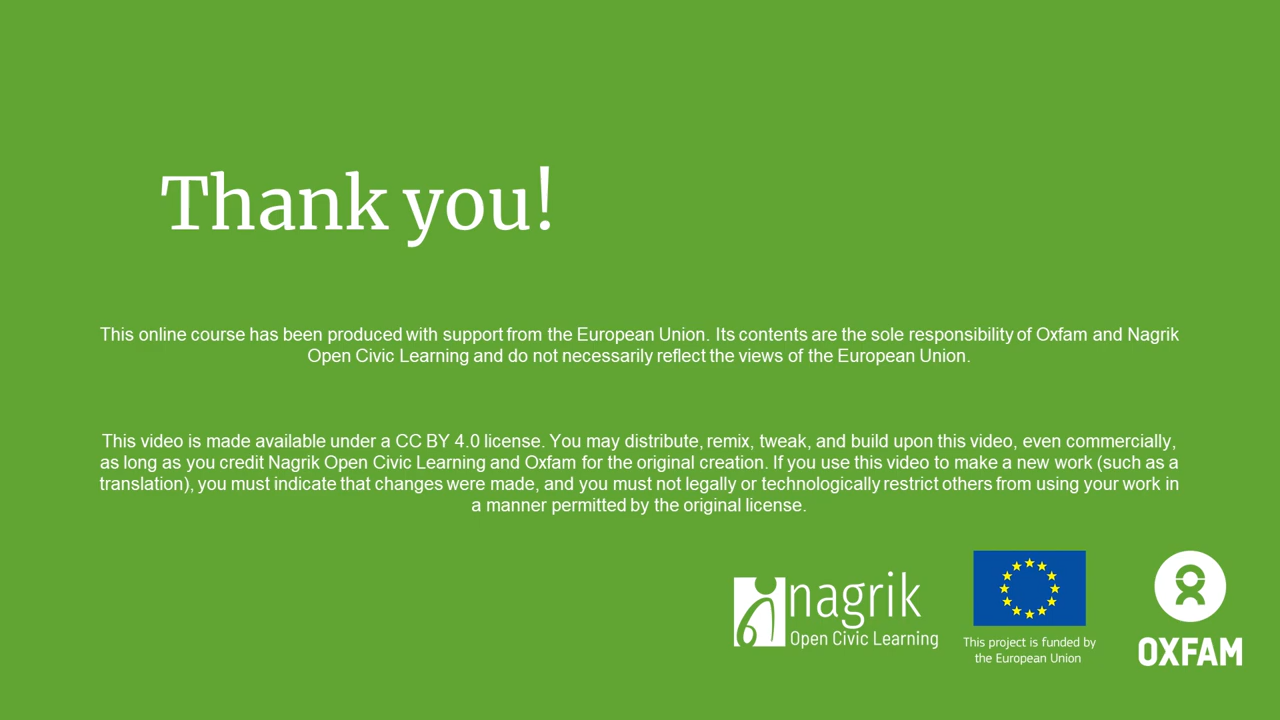 Thank you!
This online course has been produced with support from the European Union. Its contents are the sole responsibility of Oxfam and Nagrik
Open Civic Learning and do not necessarily reflect the views of the European Union.
This video is made available under a CC BY 4.0 license. You may distribute, remix, tweak, and build upon this video, even commercially,
as long as you credit Nagrik Open Civic Learning and Oxfam for the original creation. If you use this video to make a new work (such as a
translation), you must indicate that changes were made, and you must not legally or technologically restrict others from using your work in
a manner permitted by the original license.
nagrik
Open Civic Learning
This project is funded by
the European Union
OXFAM